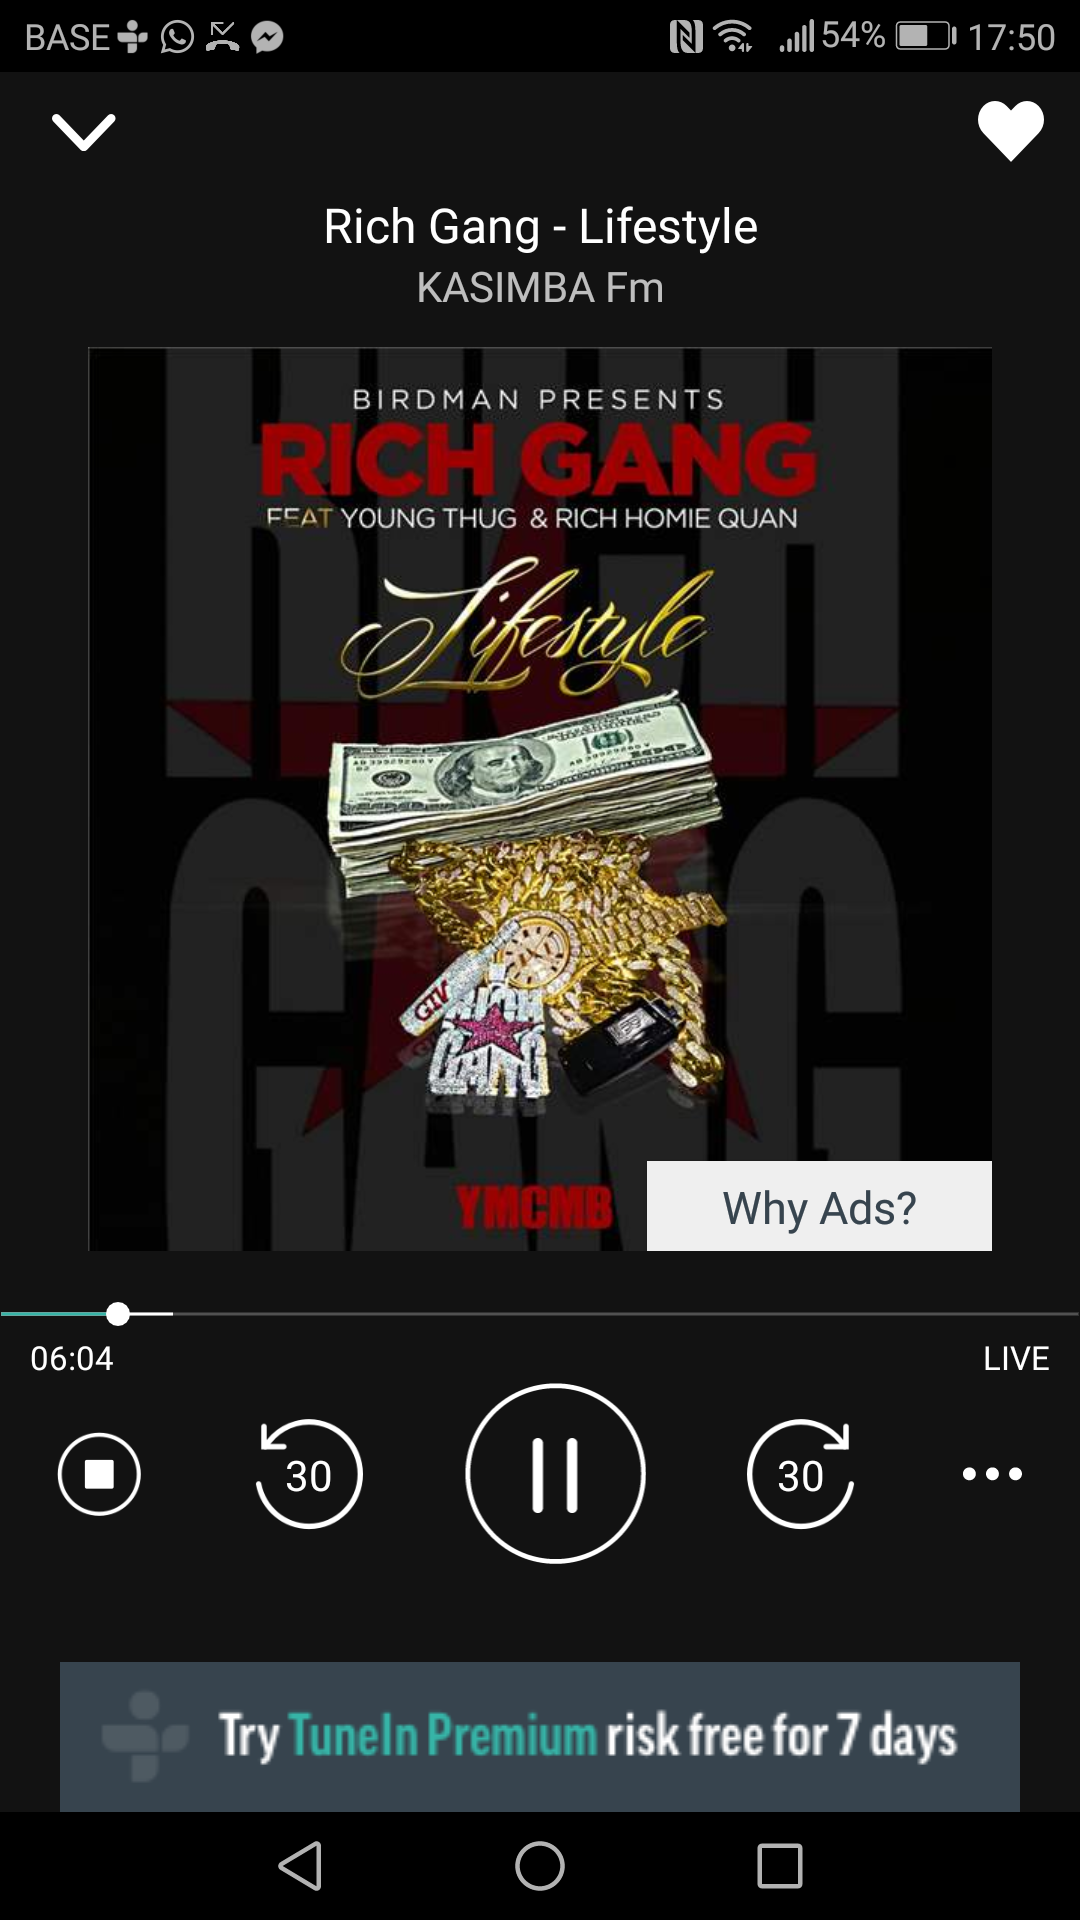 BASE 54% 17:50
Rich Gang - Lifestyle
KASIMBA Fm
BIRDMAN PRESENTS
RICH GANG
FEAT YOUNG THUG & RICH HOMIE QUAN
Lifestyle
100
GTV
RICH
GANG
YMCMB
Why Ads?
06:04 LIVE
30 30
Try TuneIn Premium risk free for 7 days